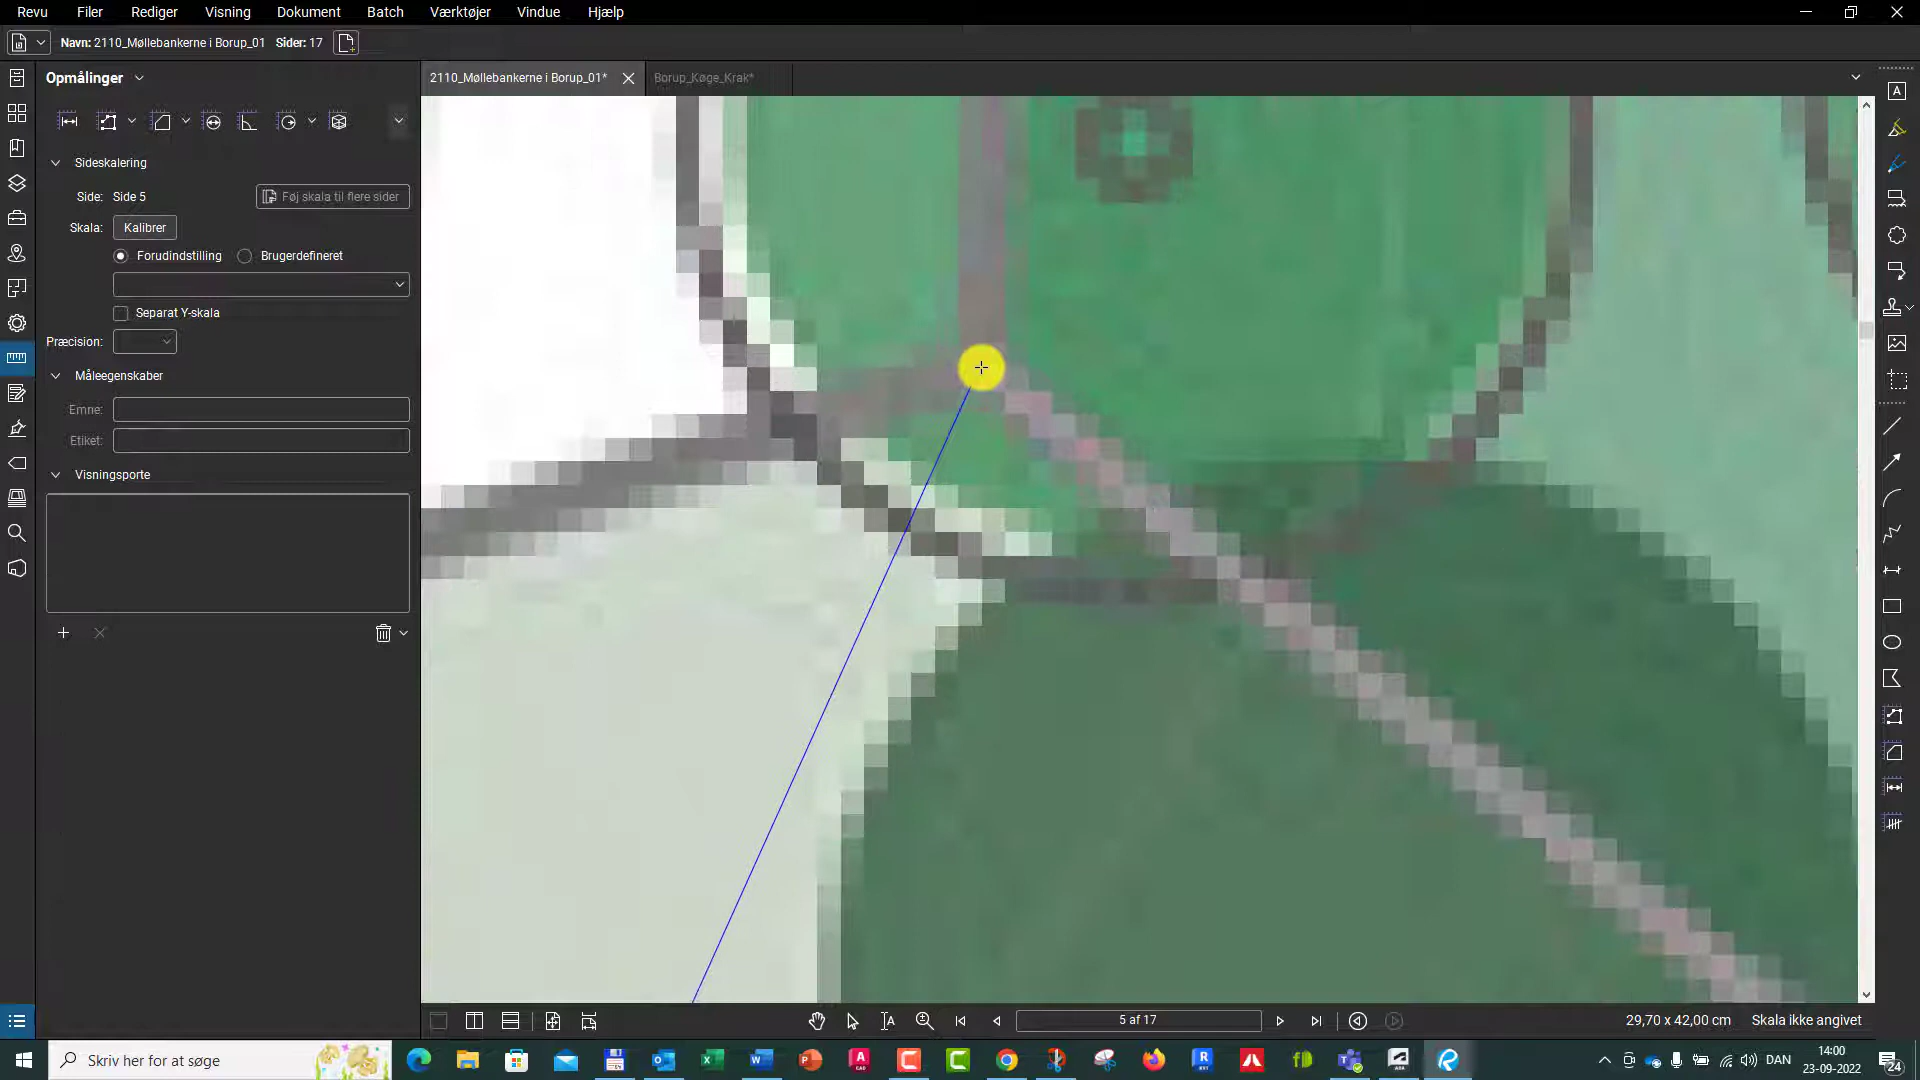 Revu Filer Rediger Visning Dokument Batch Værktøjer Vindue Hjælp
Navn: 2110_Møllebankerne i Borup_01 Sider: 17
Opmålinger
2110_Møllebankerne i Borup_01* Borup_Køge_Krak*
Sideskalering
Side: Side 5 Føj skala til flere sider
Skala: Kalibrer
Forudindstilling Brugerdefineret
Separat Y-skala
Præcision:
Måleegenskaber
Emne:
Etiket:
Visningsporte
5 af 17 29,70 x 42,00 cm Skala ikke angivet
Skriv her for at søge DAN 14:00
23-09-2022 24